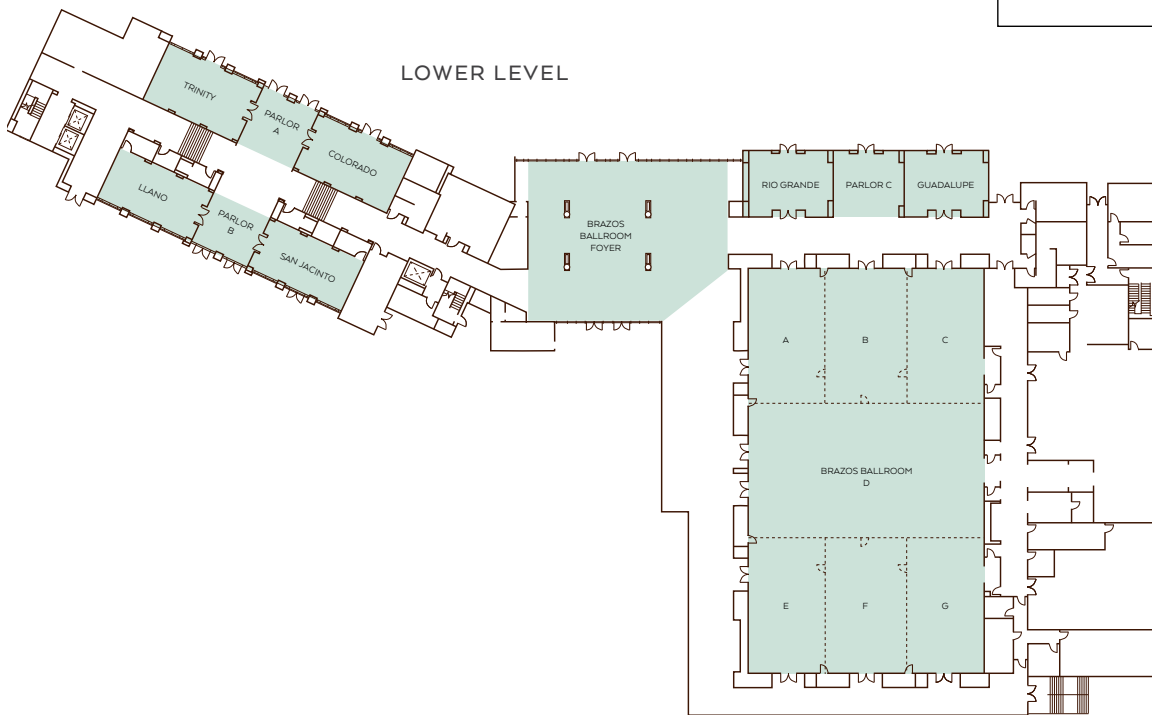 LOWER LEVEL
TRINITY
PARLOR
A
COLORADO
LLANO
PARLOR
B
SAN JACINTO
BRAZOS
BALLROOM
FOYER
RIO GRANDE
PARLOR C
GUADALUPE
A
B
C
BRAZOS BALLROOM
D
E
F
G